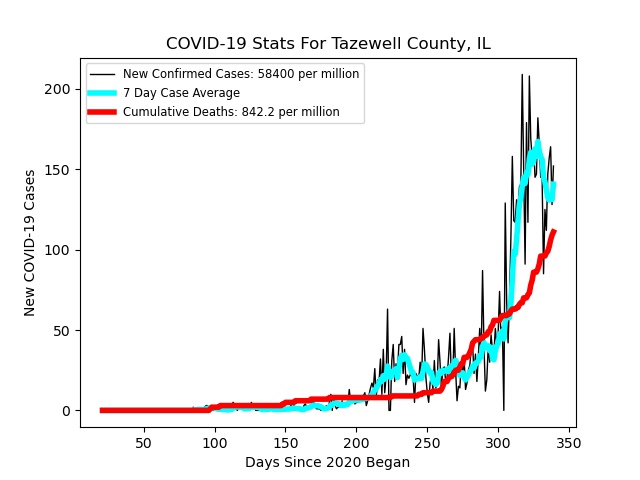 COVID-19 Stats For Tazewell County, IL
New Confirmed Cases: 58400 per million
7 Day Case Average
Cumulative Deaths: 842.2 per million
New COVID-19 Cases
200
150
100
50
0
50 100 150 200 250 300 350
Days Since 2020 Began